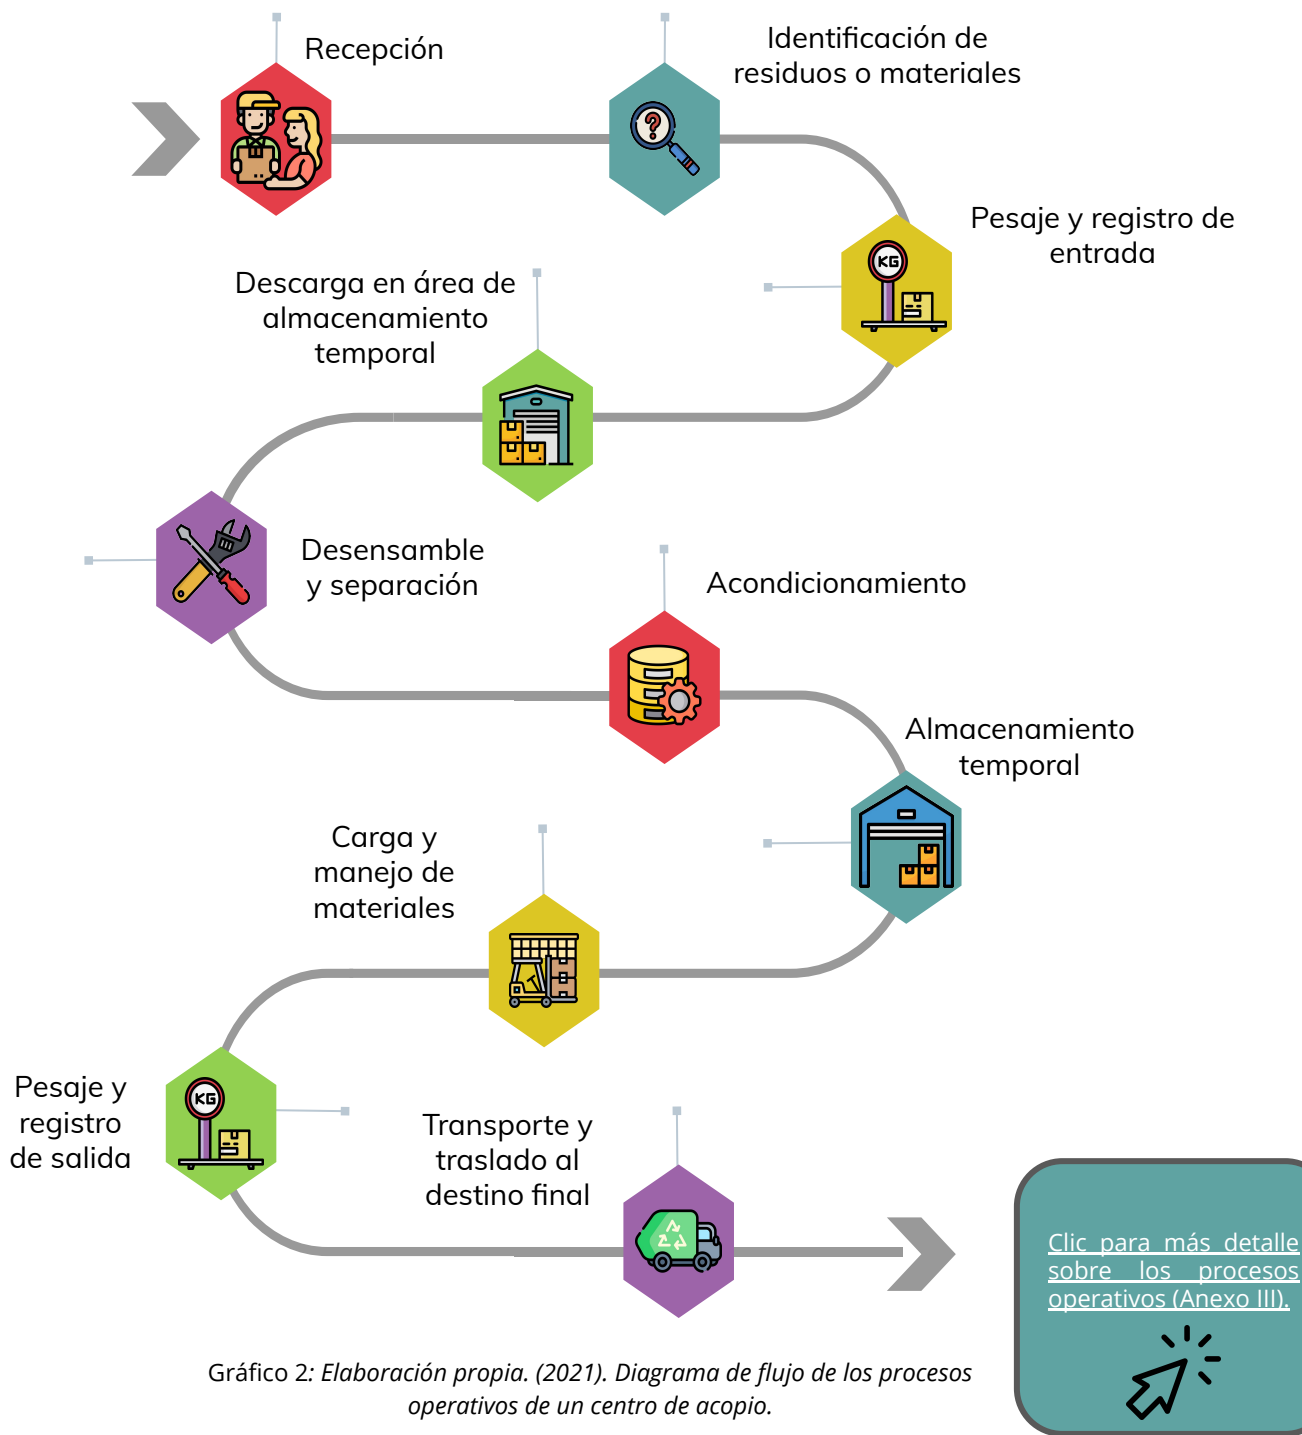 Recepción
Identificación de
residuos o materiales
?
Pesaje y registro de
entrada
KG
Descarga en área de
almacenamiento
temporal
Desensamble
y separación
Acondicionamiento
Almacenamiento
temporal
Carga y
manejo de
materiales
Pesaje y
registro
de salida
KG
Transporte y
traslado al
destino final
Clic para más detalle
sobre los procesos
operativos (Anexo III).
Gráfico 2: Elaboración propia. (2021). Diagrama de flujo de los procesos
operativos de un centro de acopio.